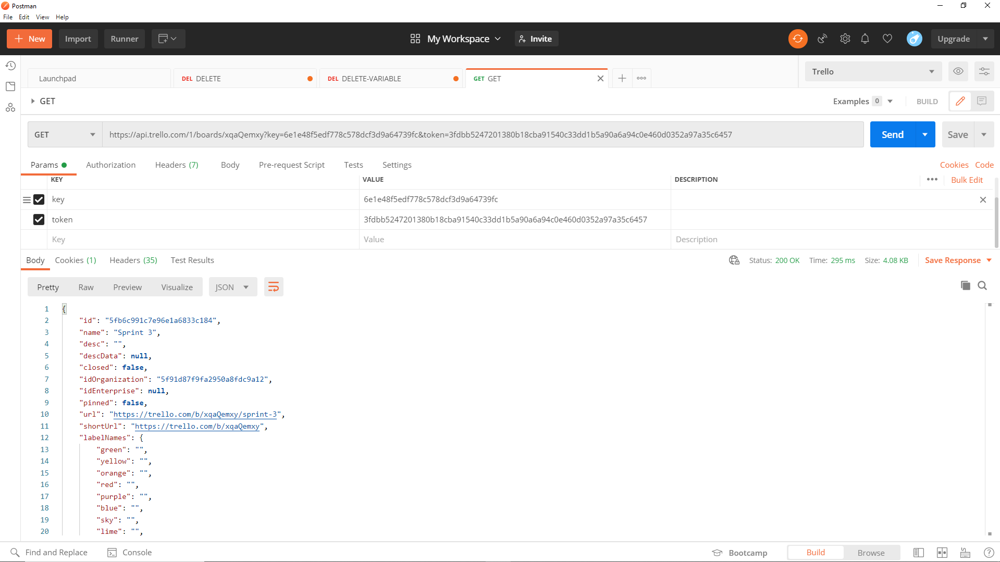 Postman
File Edit View Help
New Import Runner My Workspace Invite Upgrade
Launchpad DEL DELETE DEL DELETE-VARIABLE GET GET Trello
GET Examples 0 BUILD
GET https://api.trello.com/1/boards/xqaQemxy?key=6e1e48f5edf778c578dcf3d9a64739fc&token=3fdbb5247201380b18cba91540c33dd1b5a90a6a94c0e460d0352a97a35c6457 Send Save
Params Authorization Headers (7) Body Pre-request Script Tests Settings Cookies Code
KEY VALUE DESCRIPTION Bulk Edit
key 6e1e48f5edf778c578dcf3d9a64739fc
token 3fdbb5247201380b18cba91540c33dd1b5a90a6a94c0e460d0352a97a35c6457
Key Value Description
Body Cookies (1) Headers (35) Test Results Status: 200 OK Time: 295 ms Size: 4.08 KB Save Response
Pretty Raw Preview Visualize JSON
1 {
2 "id": "5fb6c991c7e96e1a6833c184",
3 "name": "Sprint 3",
4 "desc": "",
5 "descData": null,
6 "closed": false,
7 "idOrganization": "5f91d87f9fa2950a8fdc9a12",
8 "idEnterprise": null,
9 "pinned": false,
10 "url": "https://trello.com/b/xqaQemxy/sprint-3",
11 "shortUrl": "https://trello.com/b/xqaQemxy",
12 "labelNames": {
13 "green": "",
14 "yellow": "",
15 "orange": "",
16 "red": "",
17 "purple": "",
18 "blue": "",
19 "sky": "",
20 "lime": "",
Find and Replace Console Bootcamp Build Browse